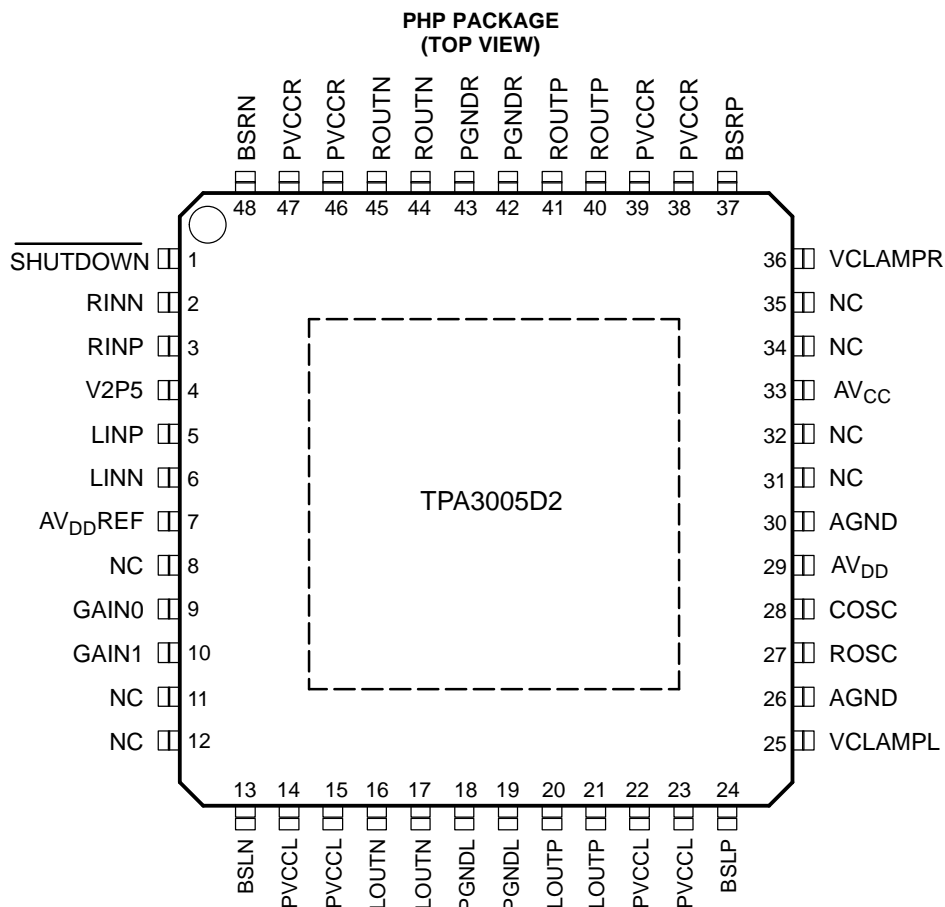 PHP PACKAGE
(TOP VIEW)
BSRN
PVCCR
PVCCR
ROUTN
ROUTN
PGNDR
PGNDR
ROUTP
ROUTP
PVCCR
PVCCR
BSRP
48 47 46 45 44 43 42 41 40 39 38 37
SHUTDOWN 1
RINN 2
RINP 3
V2P5 4
LINP 5
LINN 6
AVDDREF 7
NC 8
GAIN0 9
GAIN1 10
NC 11
NC 12
TPA3005D2
36 VCLAMPR
35 NC
34 NC
33 AVCC
32 NC
31 NC
30 AGND
29 AVDD
28 COSC
27 ROSC
26 AGND
25 VCLAMPL
13 14 15 16 17 18 19 20 21 22 23 24
BSLN
PVCCL
PVCCL
LOUTN
LOUTN
PGNDL
PGNDL
LOUTP
LOUTP
PVCCL
PVCCL
BSLP